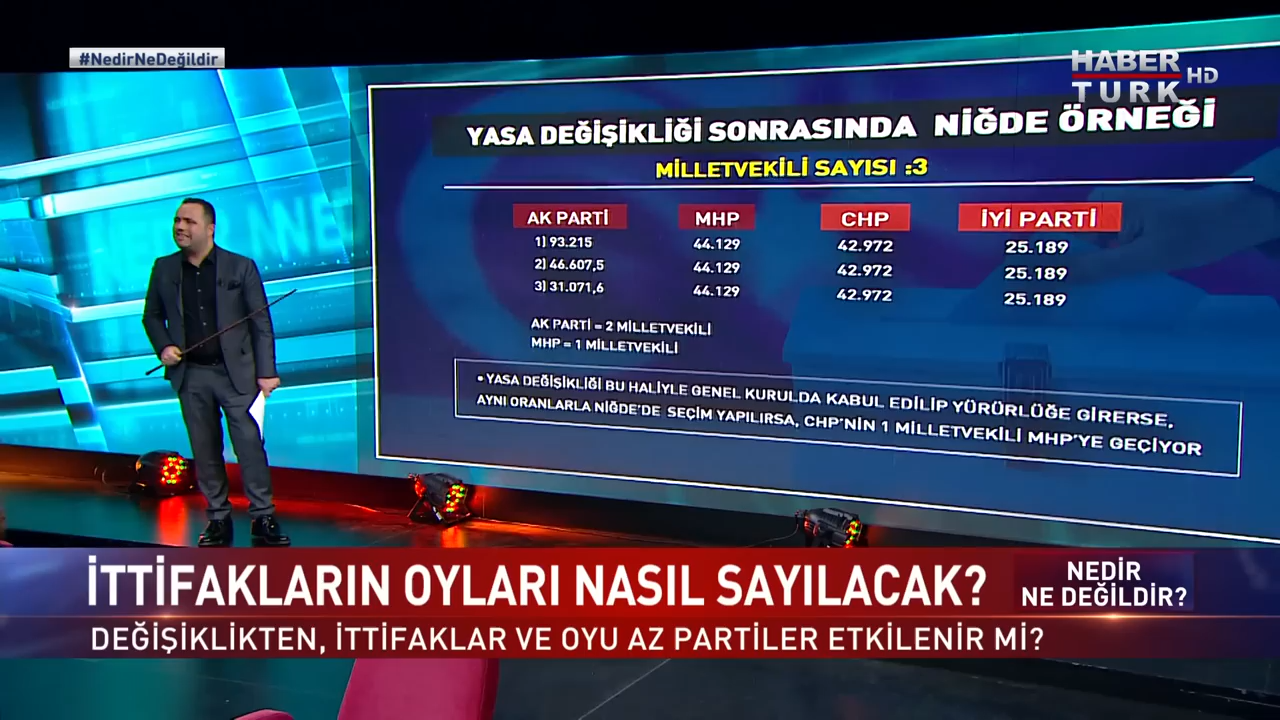 #NedirNeDeğildir
HABER
TURK HD
YASA DEĞİŞİKLİĞİ SONRASINDA NİĞDE ÖRNEĞİ
MİLLETVEKİLİ SAYISI :3
AK PARTİ MHP CHP İYİ PARTİ
1) 93.215 44.129 42.972 25.189
2) 46.607,5 44.129 42.972 25.189
3) 31.071,6 44.129 42.972 25.189
AK PARTİ = 2 MİLLETVEKİLİ
MHP = 1 MİLLETVEKİLİ
• YASA DEĞİŞİKLİĞİ BU HALİYLE GENEL KURULDA KABUL EDİLİP YÜRÜRLÜĞE GİRERSE,
AYNI ORANLARLA NİĞDE'DE SEÇİM YAPILIRSA, CHP'NİN 1 MİLLETVEKİLİ MHP'YE GEÇİYOR
İTTİFAKLARIN OYLARI NASIL SAYILACAK?
NEDİR
NE DEĞİLDİR?
DEĞİŞİKLİKTEN, İTTİFAKLAR VE OYU AZ PARTİLER ETKİLENİR Mİ?